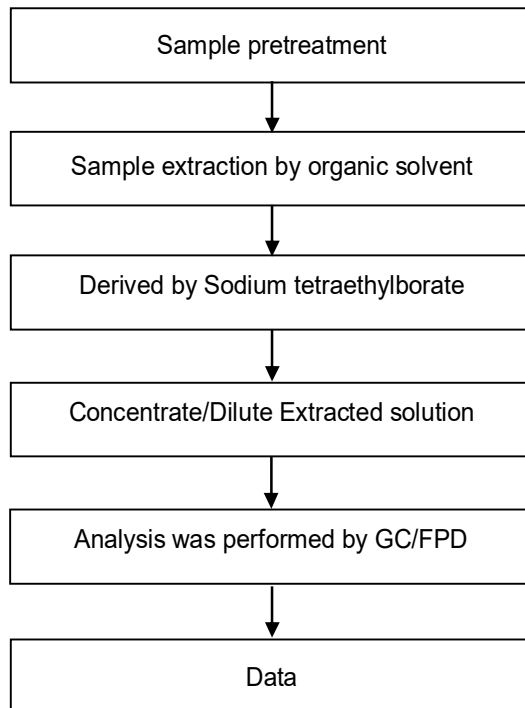 Sample pretreatment
Sample extraction by organic solvent
Derived by Sodium tetraethylborate
Concentrate/Dilute Extracted solution
Analysis was performed by GC/FPD
Data